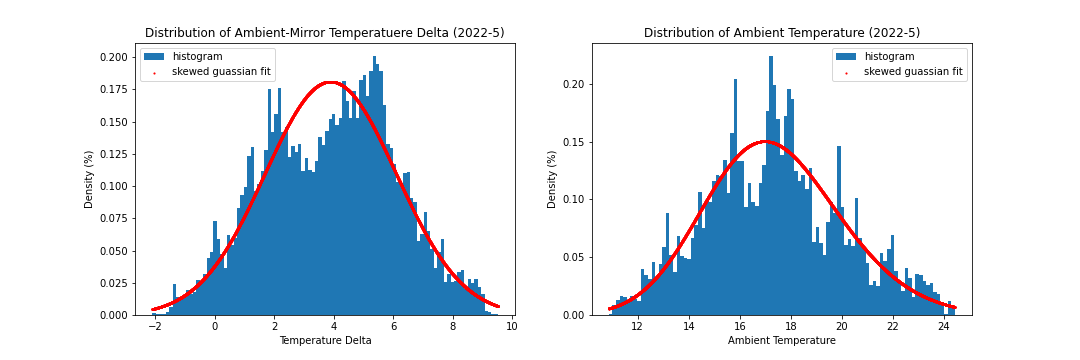 Distribution of Ambient-Mirror Temperatuere Delta (2022-5)
histogram
skewed guassian fit
Density (%)
0.200
0.175
0.150
0.125
0.100
0.075
0.050
0.025
0.000
−2 0 2 4 6 8 10
Temperature Delta
Distribution of Ambient Temperature (2022-5)
histogram
skewed guassian fit
Density (%)
0.20
0.15
0.10
0.05
0.00
12 14 16 18 20 22 24
Ambient Temperature